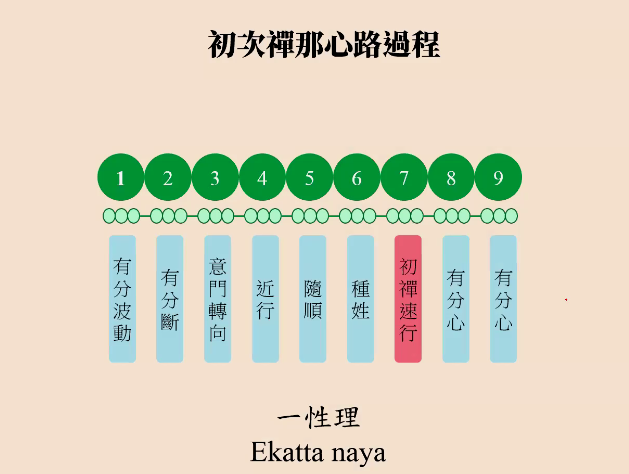 初次禪那心路過程
1 2 3 4 5 6 7 8 9
有分波動
有分斷
意門轉向
近行
隨順
種姓
初禪速行
有分心
有分心
一性理
Ekatta naya